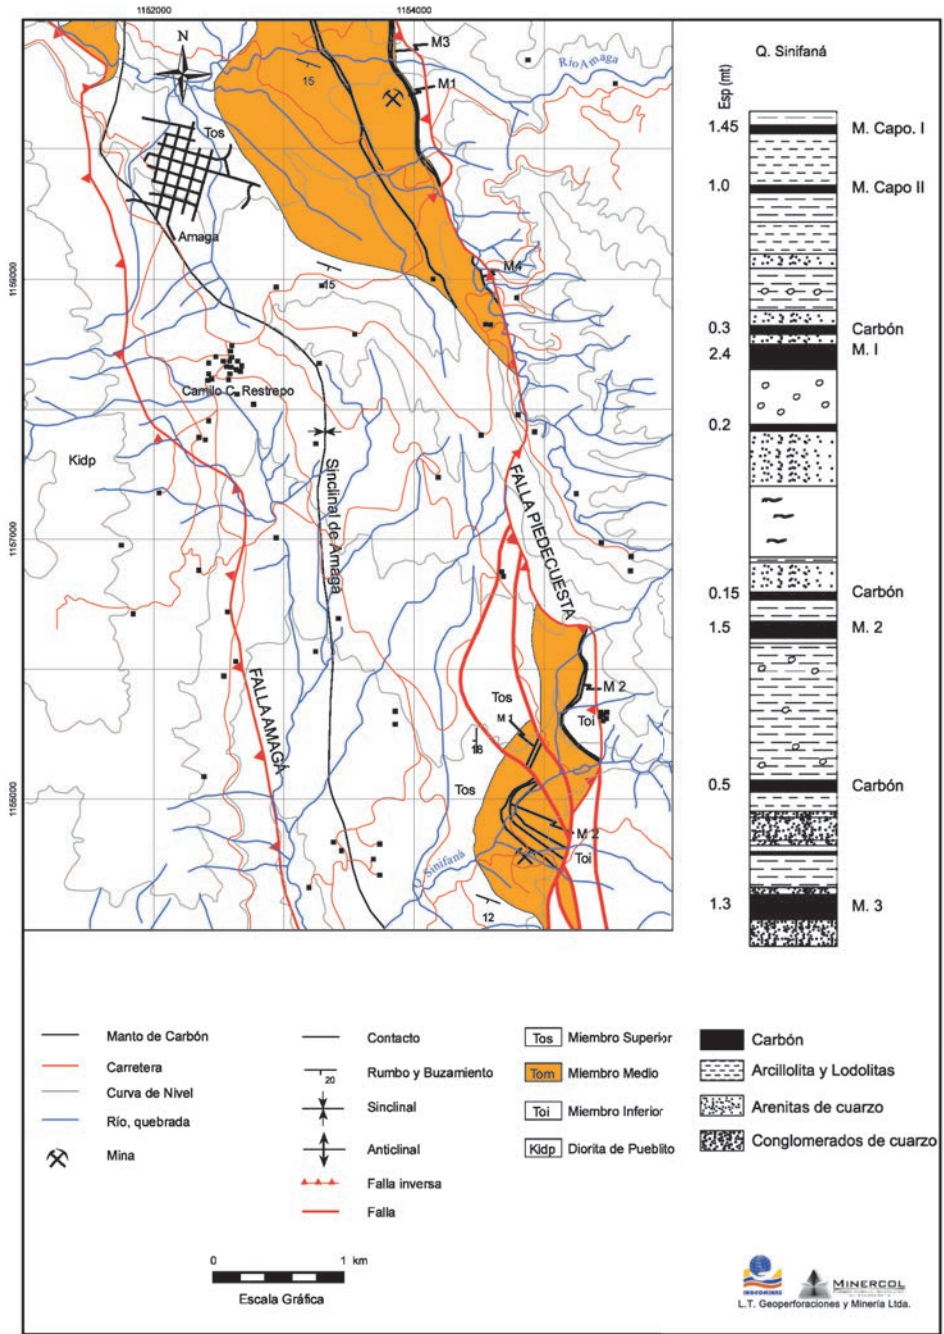 1152000
1154000
N
M3
Río Amaga
15
M1
Tos
Amaga
1159000
15
M4
Camilo C. Restrepo
Kidp
Sinclinal de Amaga
FALLA PIEDECUESTA
1157000
FALLA AMAGÁ
Tos
M 2
M 1
Toi
18
1155000
Tos
M 2
Toi
Q. Sinifaná
12
Q. Sinifaná
Esp (mt)
1.45 M. Capo. I
1.0 M. Capo II
0.3 Carbón
2.4 M. I
0.2
0.15 Carbón
1.5 M. 2
0.5 Carbón
1.3 M. 3
Manto de Carbón
Carretera
Curva de Nivel
Río, quebrada
Mina
Contacto
20 Rumbo y Buzamiento
Sinclinal
Anticlinal
Falla inversa
Falla
Tos Miembro Superior
Tom Miembro Medio
Toi Miembro Inferior
Kidp Diorita de Pueblito
Carbón
Arcillolita y Lodolitas
Arenitas de cuarzo
Conglomerados de cuarzo
0 1 km
Escala Gráfica
INGEOMINAS
MINERCOL
L.T. Geoperforaciones y Minería Ltda.